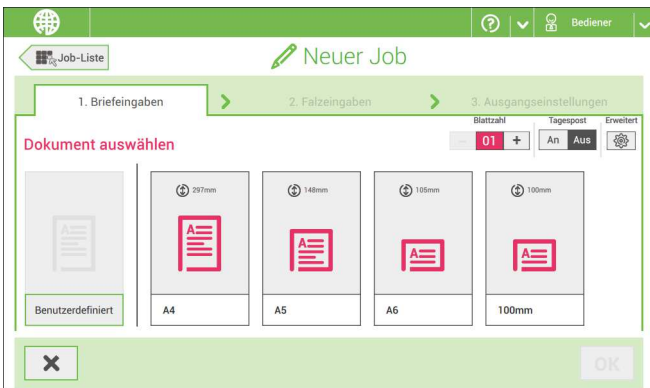 Bediener
Job-Liste
Neuer Job
1. Briefeingaben
2. Falzeingaben
3. Ausgangseinstellungen
Blattzahl
Tagespost
Erweitert
Dokument auswählen
01
An
Aus
297mm
148mm
105mm
100mm
Benutzerdefiniert
A4
A5
A6
100mm
OK